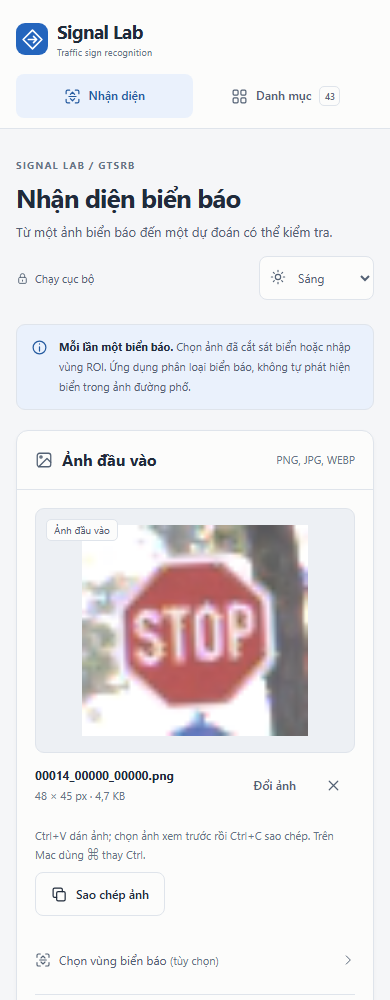 Signal Lab
Traffic sign recognition
Nhận diện
Danh mục 43
SIGNAL LAB / GTSRB
Nhận diện biển báo
Từ một ảnh biển báo đến một dự đoán có thể kiểm tra.
Chạy cục bộ
Sáng
Mỗi lần một biển báo. Chọn ảnh đã cắt sát biển hoặc nhập
vùng ROI. Ứng dụng phân loại biển báo, không tự phát hiện
biển trong ảnh đường phố.
Ảnh đầu vào
PNG, JPG, WEBP
Ảnh đầu vào
STOP
00014_00000_00000.png
48 × 45 px · 4,7 KB
Đổi ảnh
Ctrl+V dán ảnh; chọn ảnh xem trước rồi Ctrl+C sao chép. Trên
Mac dùng ⌘ thay Ctrl.
Sao chép ảnh
Chọn vùng biển báo (tùy chọn)